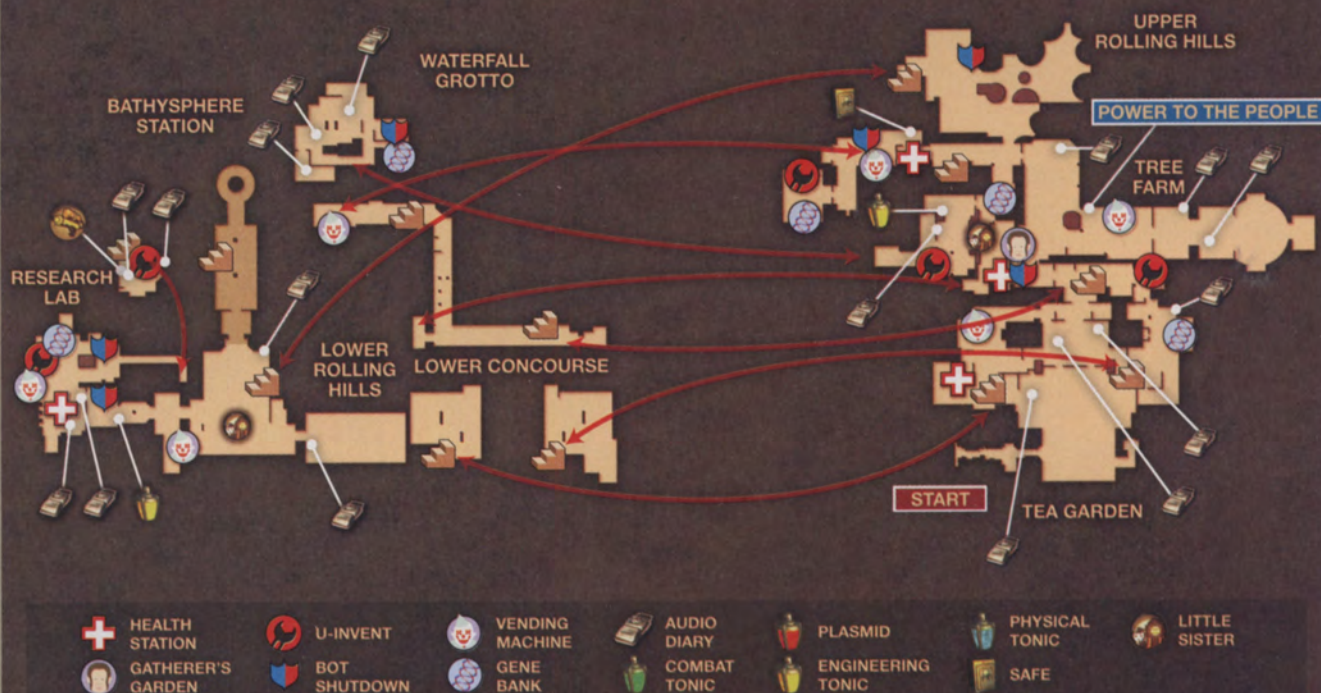 UPPER
ROLLING HILLS
WATERFALL
GROTTO
BATHYSPHERE
STATION
POWER TO THE PEOPLE
TREE
FARM
RESEARCH
LAB
LOWER
ROLLING
HILLS
LOWER CONCOURSE
START
TEA GARDEN
HEALTH
STATION
U-INVENT
VENDING
MACHINE
AUDIO
DIARY
PLASMID
PHYSICAL
TONIC
LITTLE
SISTER
GATHERER'S
GARDEN
BOT
SHUTDOWN
GENE
BANK
COMBAT
TONIC
ENGINEERING
TONIC
SAFE